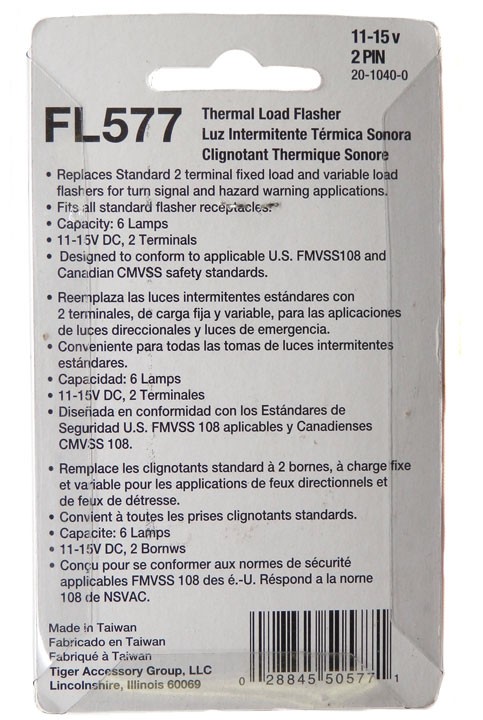 11-15 v
2 PIN
20-1040-0
FL577
Thermal Load Flasher
Luz Intermitente Térmica Sonora
Clignotant Thermique Sonore
• Replaces Standard 2 terminal fixed load and variable load
flashers for turn signal and hazard warning applications.
• Fits all standard flasher receptacles.
• Capacity: 6 Lamps
• 11-15V DC, 2 Terminals
• Designed to conform to applicable U.S. FMVSS108 and
Canadian CMVSS safety standards.
• Reemplaza las luces intermitentes estándares con
2 terminales, de carga fija y variable, para las aplicaciones
de luces direccionales y luces de emergencia.
• Conveniente para todas las tomas de luces intermitentes
estándares.
• Capacidad: 6 Lamps
• 11-15V DC, 2 Terminales
• Diseñada en conformidad con los Estándares de
Seguridad U.S. FMVSS 108 aplicables y Canadienses
CMVSS 108.
• Remplace les clignotants standard à 2 bornes, à charge fixe
et variable pour les applications de feux directionnels et
de feux de détresse.
• Convient à toutes les prises clignotants standards.
• Capacite: 6 Lamps
• 11-15V DC, 2 Bornws
• Conçu pour se conformer aux normes de sécurité
applicables FMVSS 108 des é.-U. Réspond a la norne
108 de NSVAC.
Made in Taiwan
Fabricado en Taiwan
Fabriqué à Taiwan
Tiger Accessory Group, LLC
Lincolnshire, Illinois 60069
0 28845 50577 1